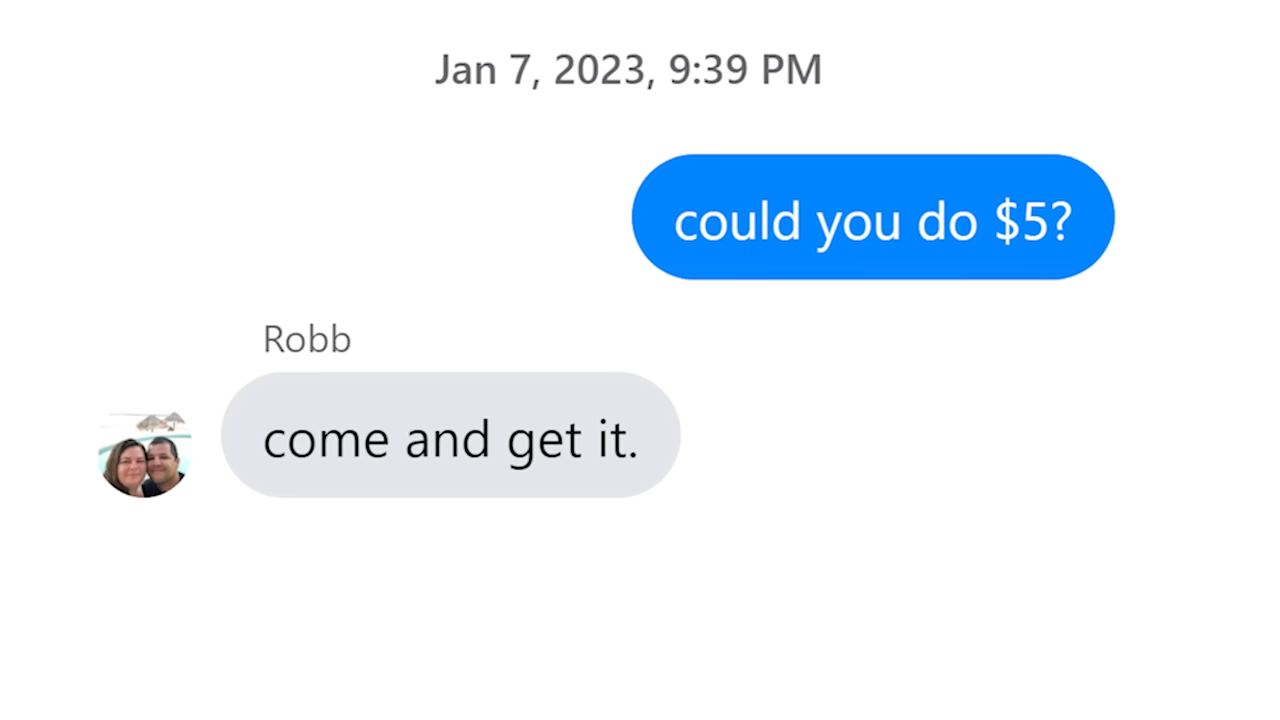 Jan 7, 2023, 9:39 PM
could you do $5?
Robb
come and get it.